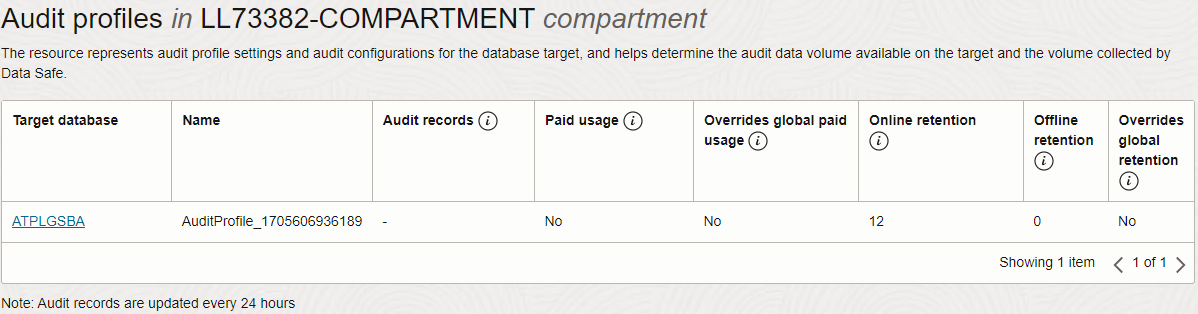 Audit profiles in LL73382-COMPARTMENT compartment
The resource represents audit profile settings and audit configurations for the database target, and helps determine the audit data volume available on the target and the volume collected by
Data Safe.
Target database
Name
Audit records i
Paid usage i
Overrides global paid
usage i
Online retention
i
Offline
retention
i
Overrides
global
retention
i
ATPLGSBA
AuditProfile_1705606936189
-
No
No
12
0
No
Showing 1 item < 1 of 1 >
Note: Audit records are updated every 24 hours